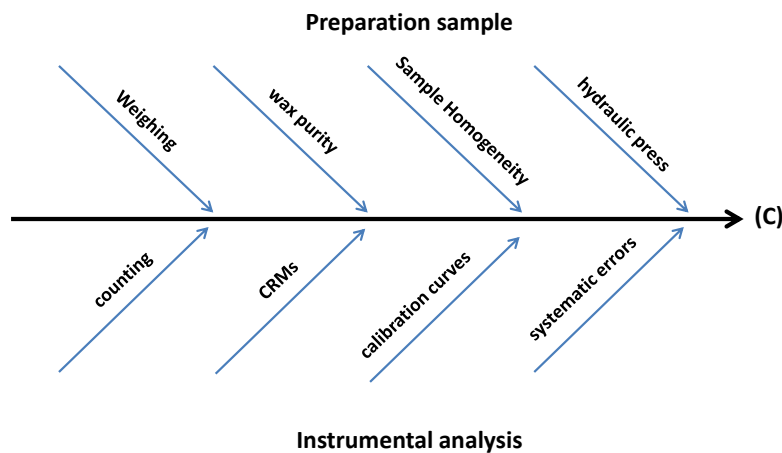 Preparation sample
Weighing
wax purity
Sample Homogeneity
hydraulic press
(C)
counting
CRMs
calibration curves
systematic errors
Instrumental analysis